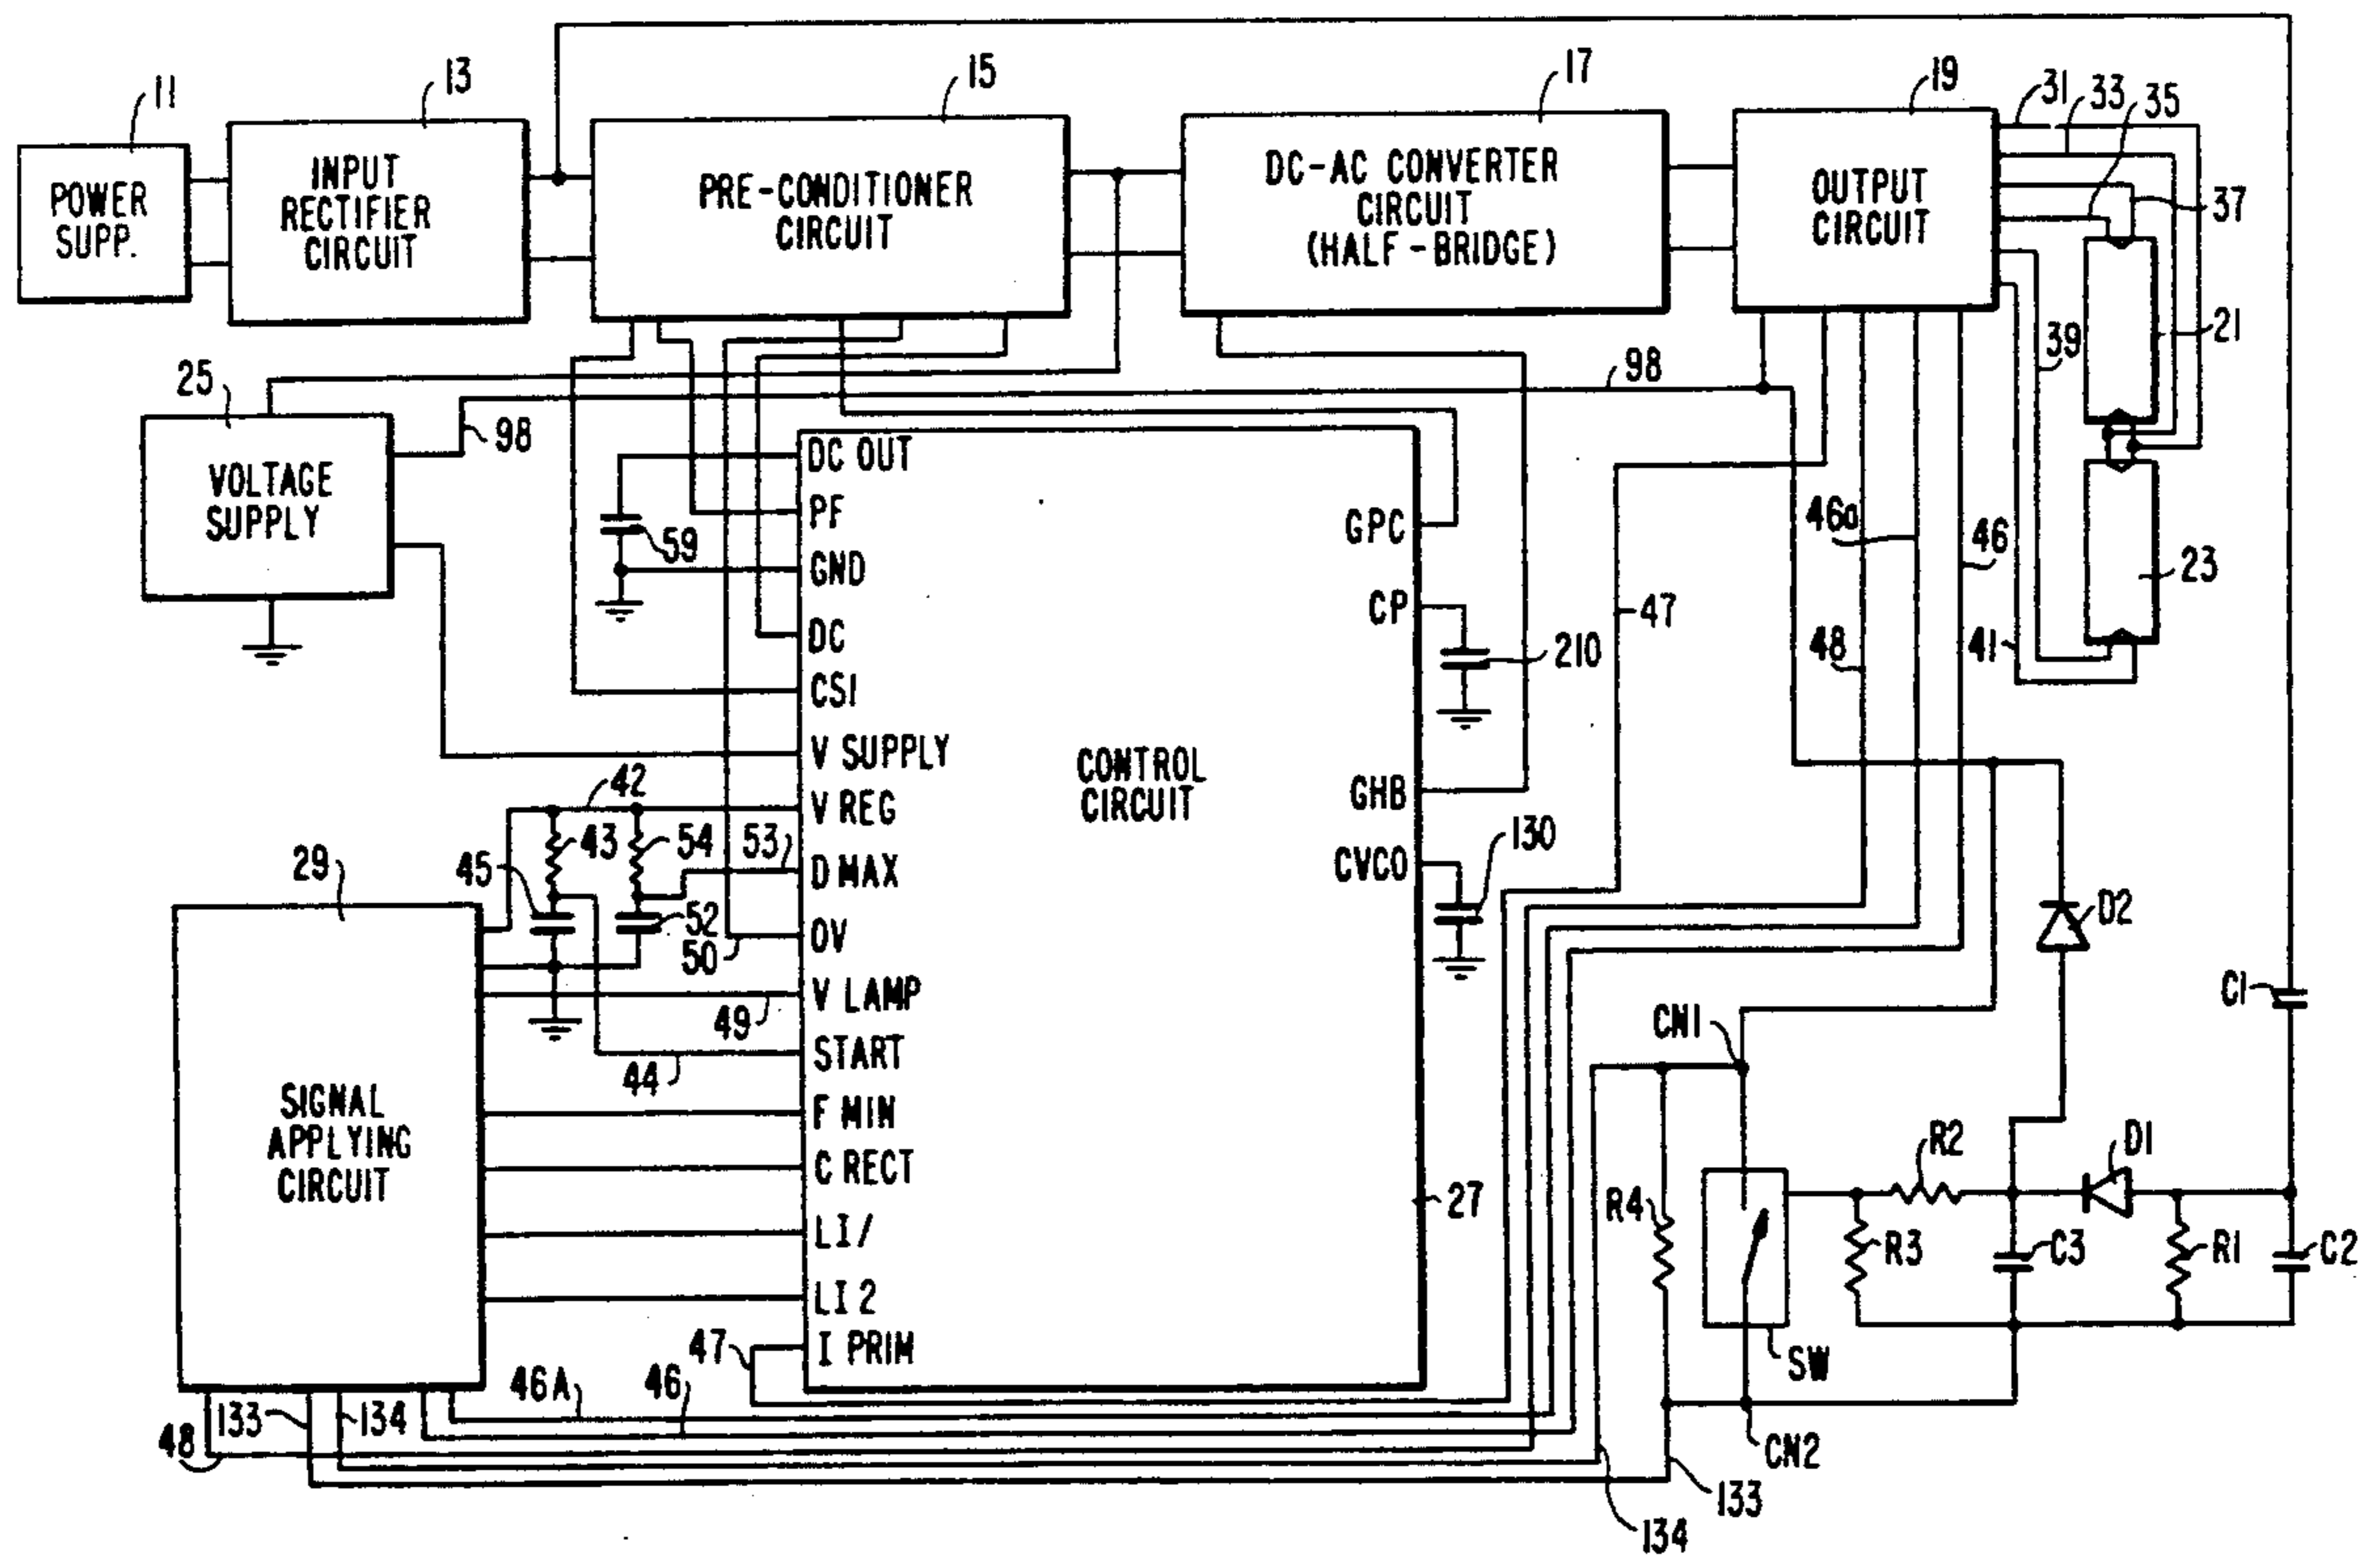 11
13
15
17
19
31
33
35
POWER
SUPP.
INPUT
RECTIFIER
CIRCUIT
PRE-CONDITIONER
CIRCUIT
DC-AC CONVERTER
CIRCUIT
(HALF-BRIDGE)
OUTPUT
CIRCUIT
37
21
39
25
98
98
VOLTAGE
SUPPLY
DC OUT
PF
59
GND
DC
CS1
V SUPPLY
GPC
CP
210
GHB
CVCO
130
CONTROL
CIRCUIT
27
47
46a
46
48
41
23
42
43
54
53
45
52
50
V REG
D MAX
OV
V LAMP
49
START
44
F MIN
C RECT
LI/
LI2
I PRIM
47
29
SIGNAL
APPLYING
CIRCUIT
46A
46
48
133
134
D2
C1
CN1
R2
D1
R4
R3
C3
R1
C2
SW
CN2
133
134